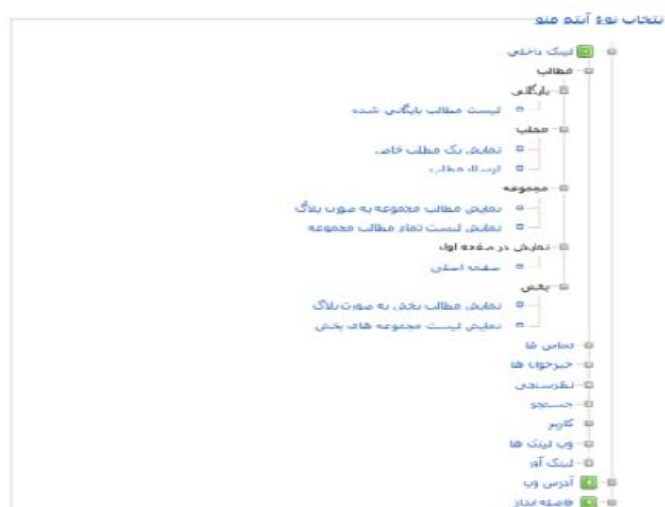 انتخاب نوع آیتم منو
لینک داخلی
مطالب
بایگانی
لیست مطالب بایگانی شده
مطلب
نمایش یک مطلب خاص
ارسال مطلب
مجموعه
نمایش مطالب مجموعه به صورت بلاگ
نمایش لیست تمام مطالب مجموعه
نمایش در صفحه اول
صفحه اصلی
بخش
نمایش مطالب بخش به صورت بلاگ
نمایش لیست مجموعه های بخش
تماس ها
خبرخوان ها
نظرسنجی
جستجو
کاربر
وب لینک ها
لینک آور
آدرس وب
فاصله انداز